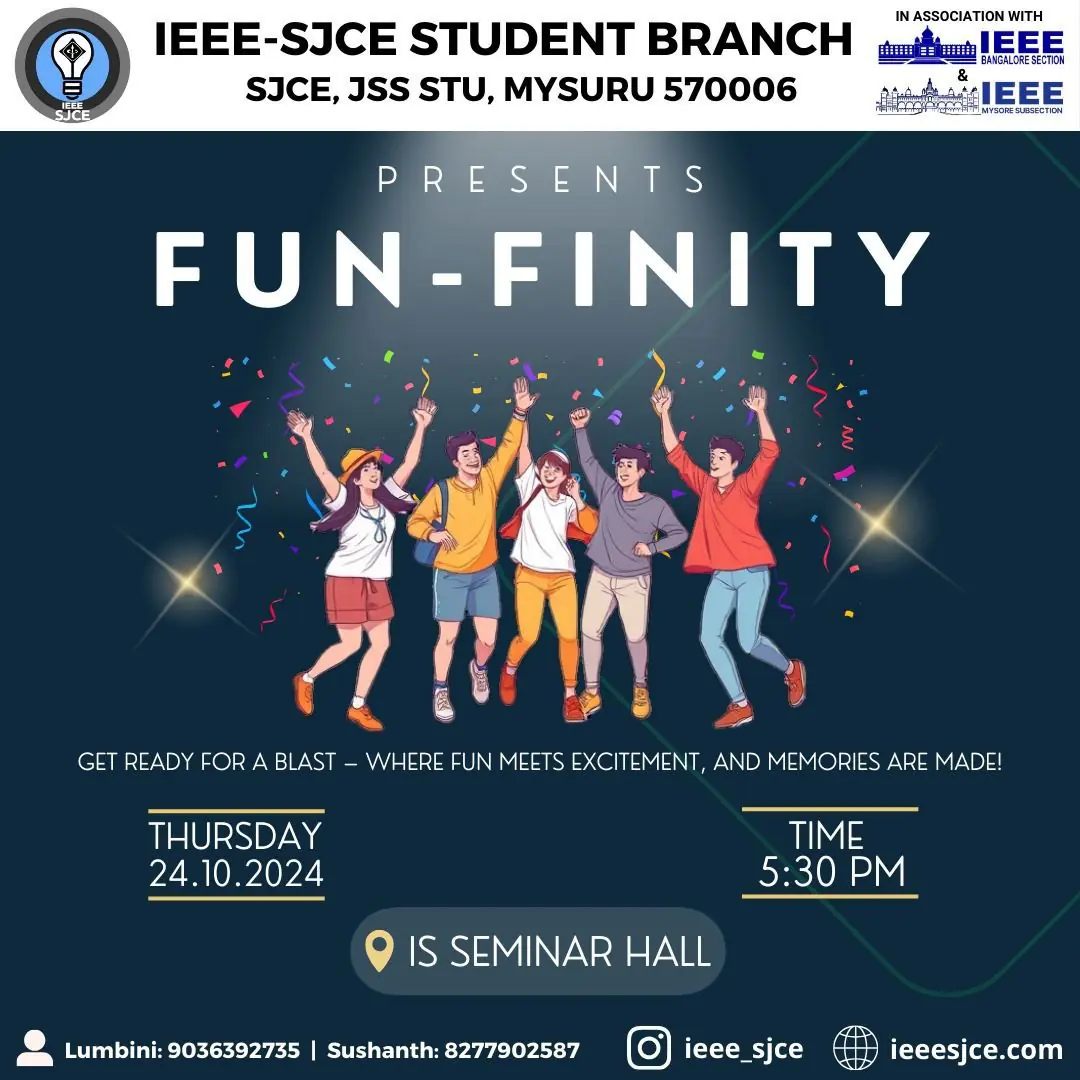 IEEE-SJCE STUDENT BRANCH
SJCE, JSS STU, MYSURU 570006
IEEE
SJCE
IN ASSOCIATION WITH
IEEE
BANGALORE SECTION
&
IEEE
MYSORE SUBSECTION
PRESENTS
FUN-FINITY
GET READY FOR A BLAST – WHERE FUN MEETS EXCITEMENT, AND MEMORIES ARE MADE!
THURSDAY
24.10.2024
TIME
5:30 PM
IS SEMINAR HALL
Lumbini: 9036392735 | Sushanth: 8277902587
ieee_sjce
ieeesjce.com